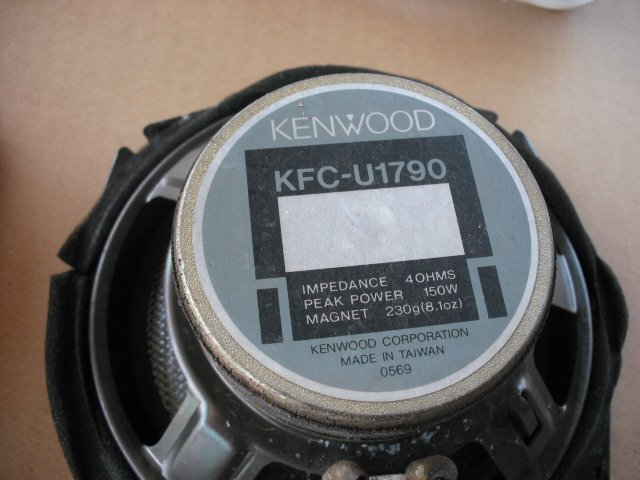 KENWOOD
KFC-U1790
IMPEDANCE 4OHMS
PEAK POWER 150W
MAGNET 230g(8.1oz)
KENWOOD CORPORATION
MADE IN TAIWAN
0569